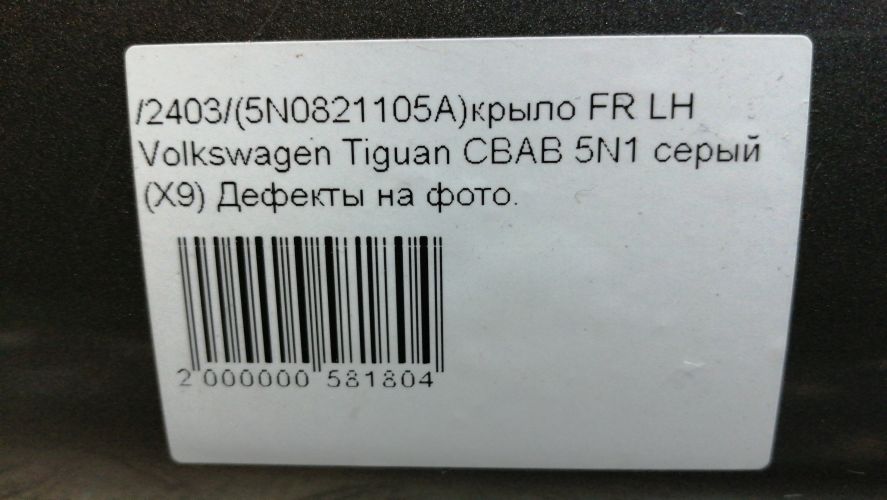 /2403/(5N0821105A)крыло FR LH
Volkswagen Tiguan CBAB 5N1 серый
(X9) Дефекты на фото.
2 000000 581804